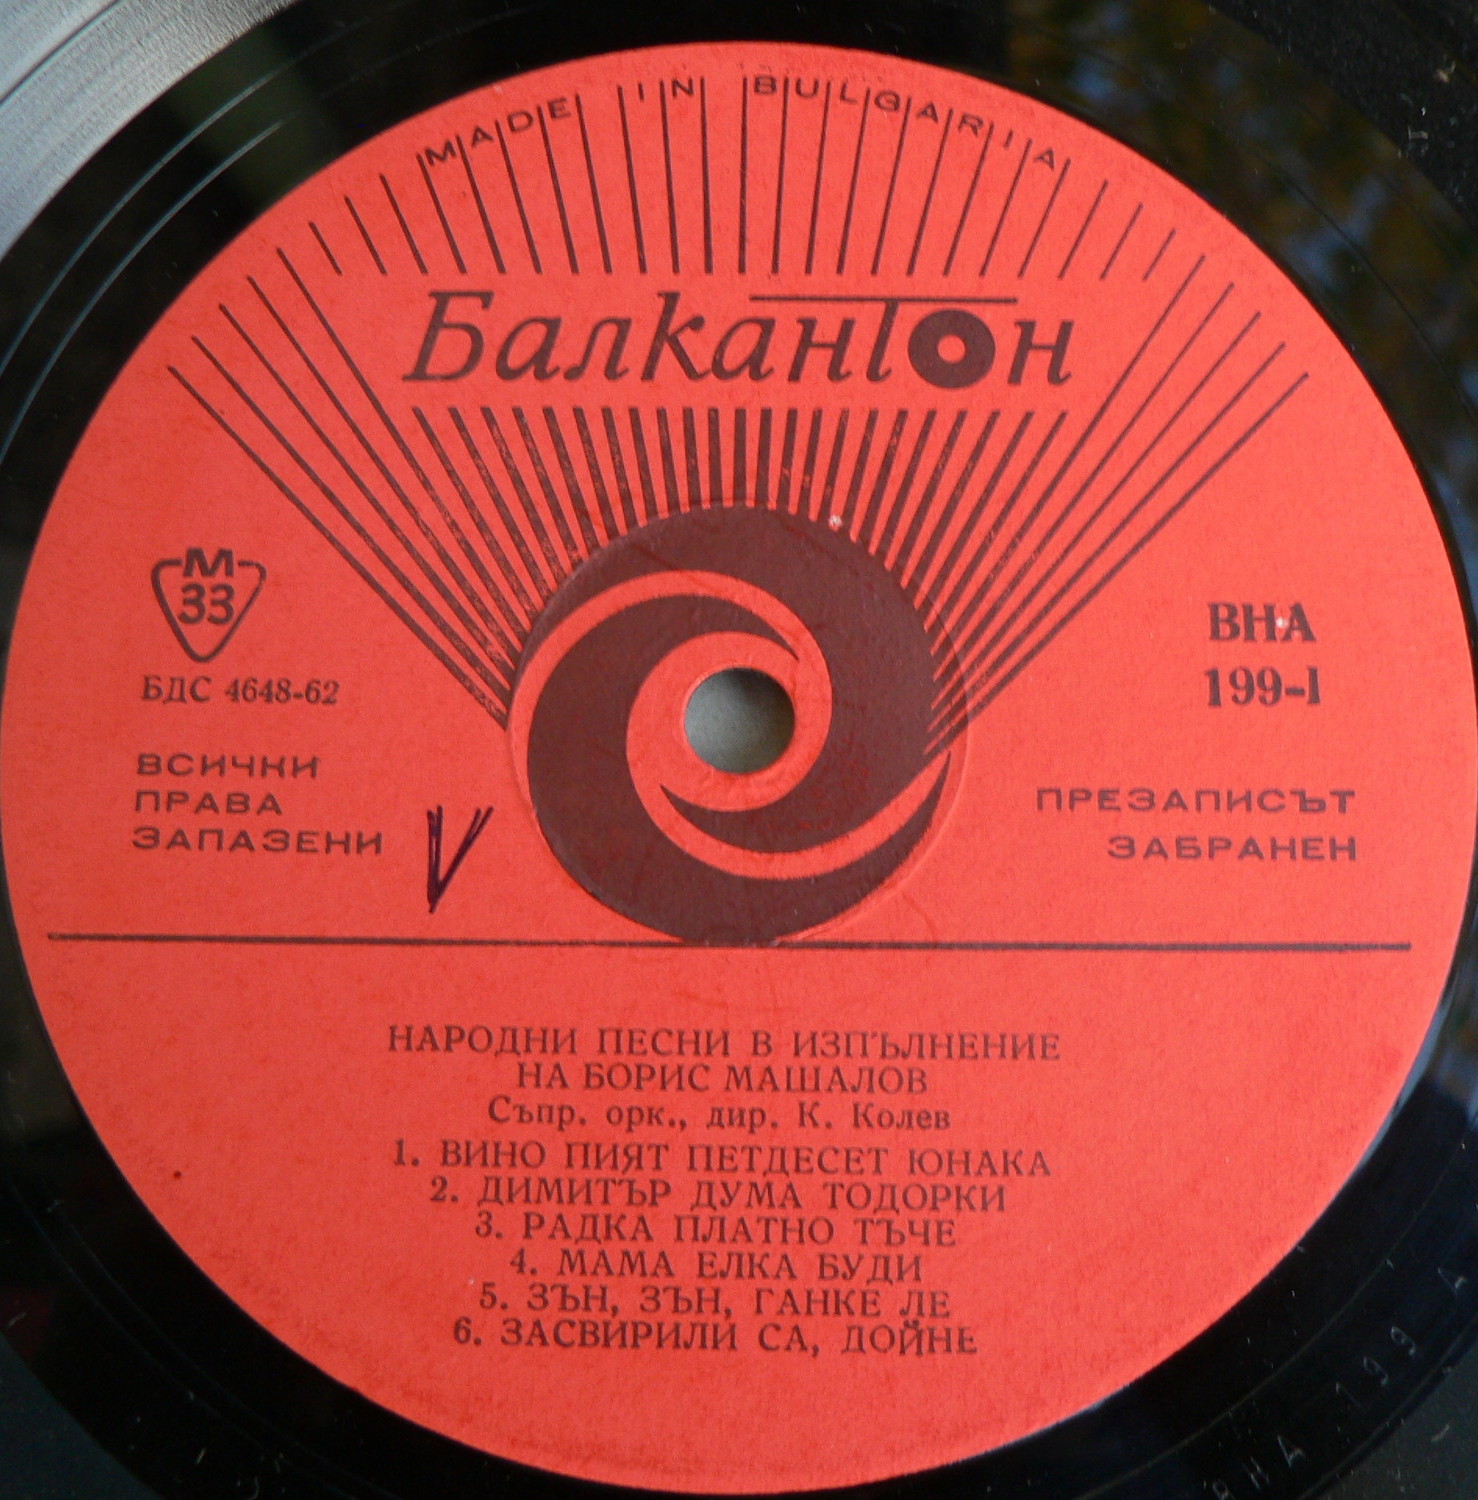 MADE IN BULGARIA
Балкантон
М
33
БДС 4648-62
ВСИЧКИ
ПРАВА
ЗАПАЗЕНИ
V
ВНА
199-I
ПРЕЗАПИСЪТ
ЗАБРАНЕН
НАРОДНИ ПЕСНИ В ИЗПЪЛНЕНИЕ
НА БОРИС МАШАЛОВ
Съпр. орк., дир. К. Колев
1. ВИНО ПИЯТ ПЕТДЕСЕТ ЮНАКА
2. ДИМИТЪР ДУМА ТОДОРКИ
3. РАДКА ПЛАТНО ТЪЧЕ
4. МАМА ЕЛКА БУДИ
5. ЗЪН, ЗЪН, ГАНКЕ ЛЕ
6. ЗАСВИРИЛИ СА, ДОЙНЕ
ВНА 199 А